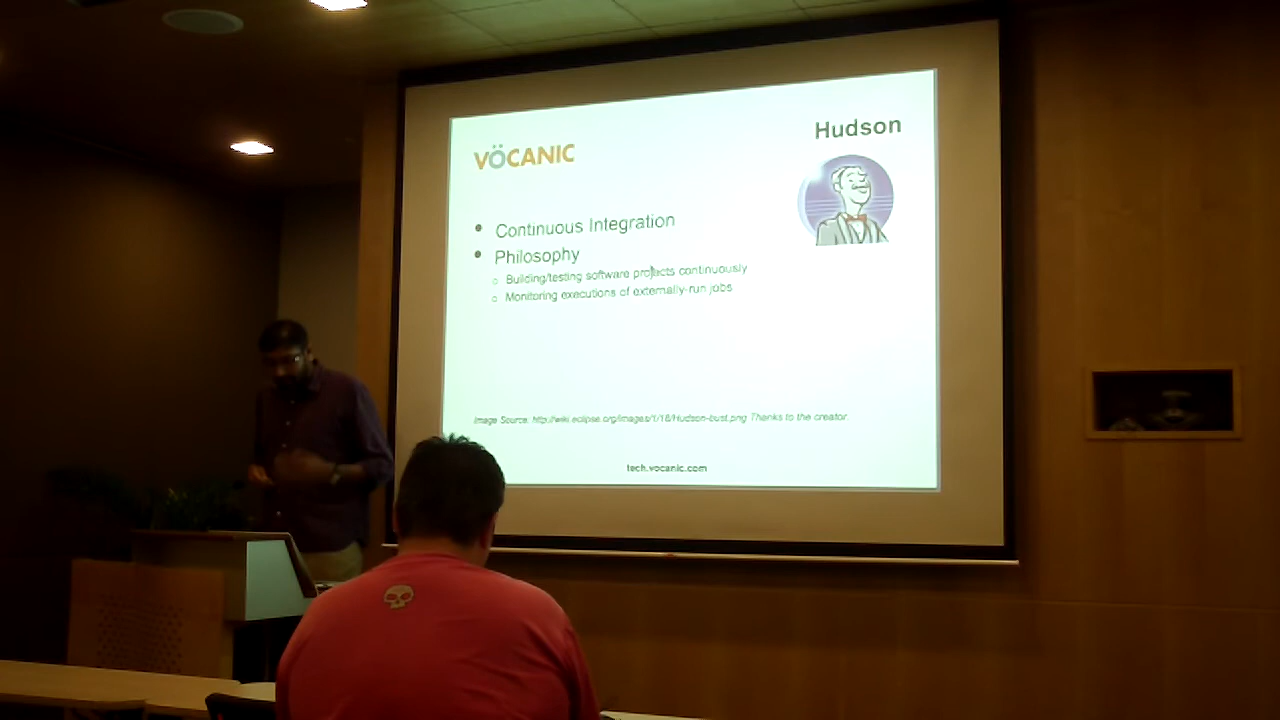 Hudson
VÖCANIC
• Continuous Integration
• Philosophy
o Building/testing software projects continuously
o Monitoring executions of externally-run jobs
Image Source: http://wiki.eclipse.org/images/1/16/Hudson-bust.png Thanks to the creator.
tech.vocanic.com